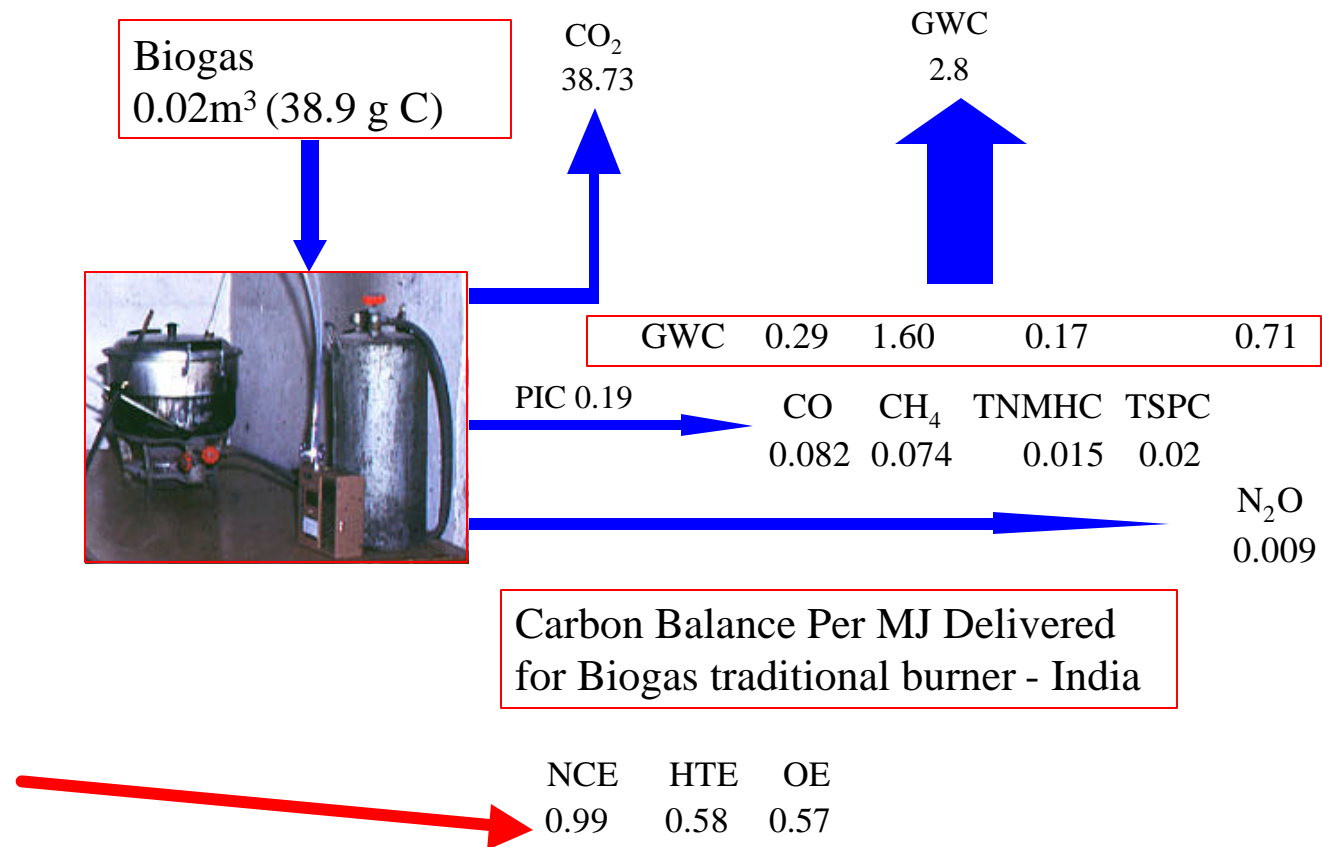 Biogas
0.02m³ (38.9 g C)
CO₂
38.73
GWC
2.8
GWC 0.29 1.60 0.17 0.71
PIC 0.19
CO CH₄ TNMHC TSPC
0.082 0.074 0.015 0.02
N₂O
0.009
Carbon Balance Per MJ Delivered
for Biogas traditional burner - India
NCE HTE OE
0.99 0.58 0.57